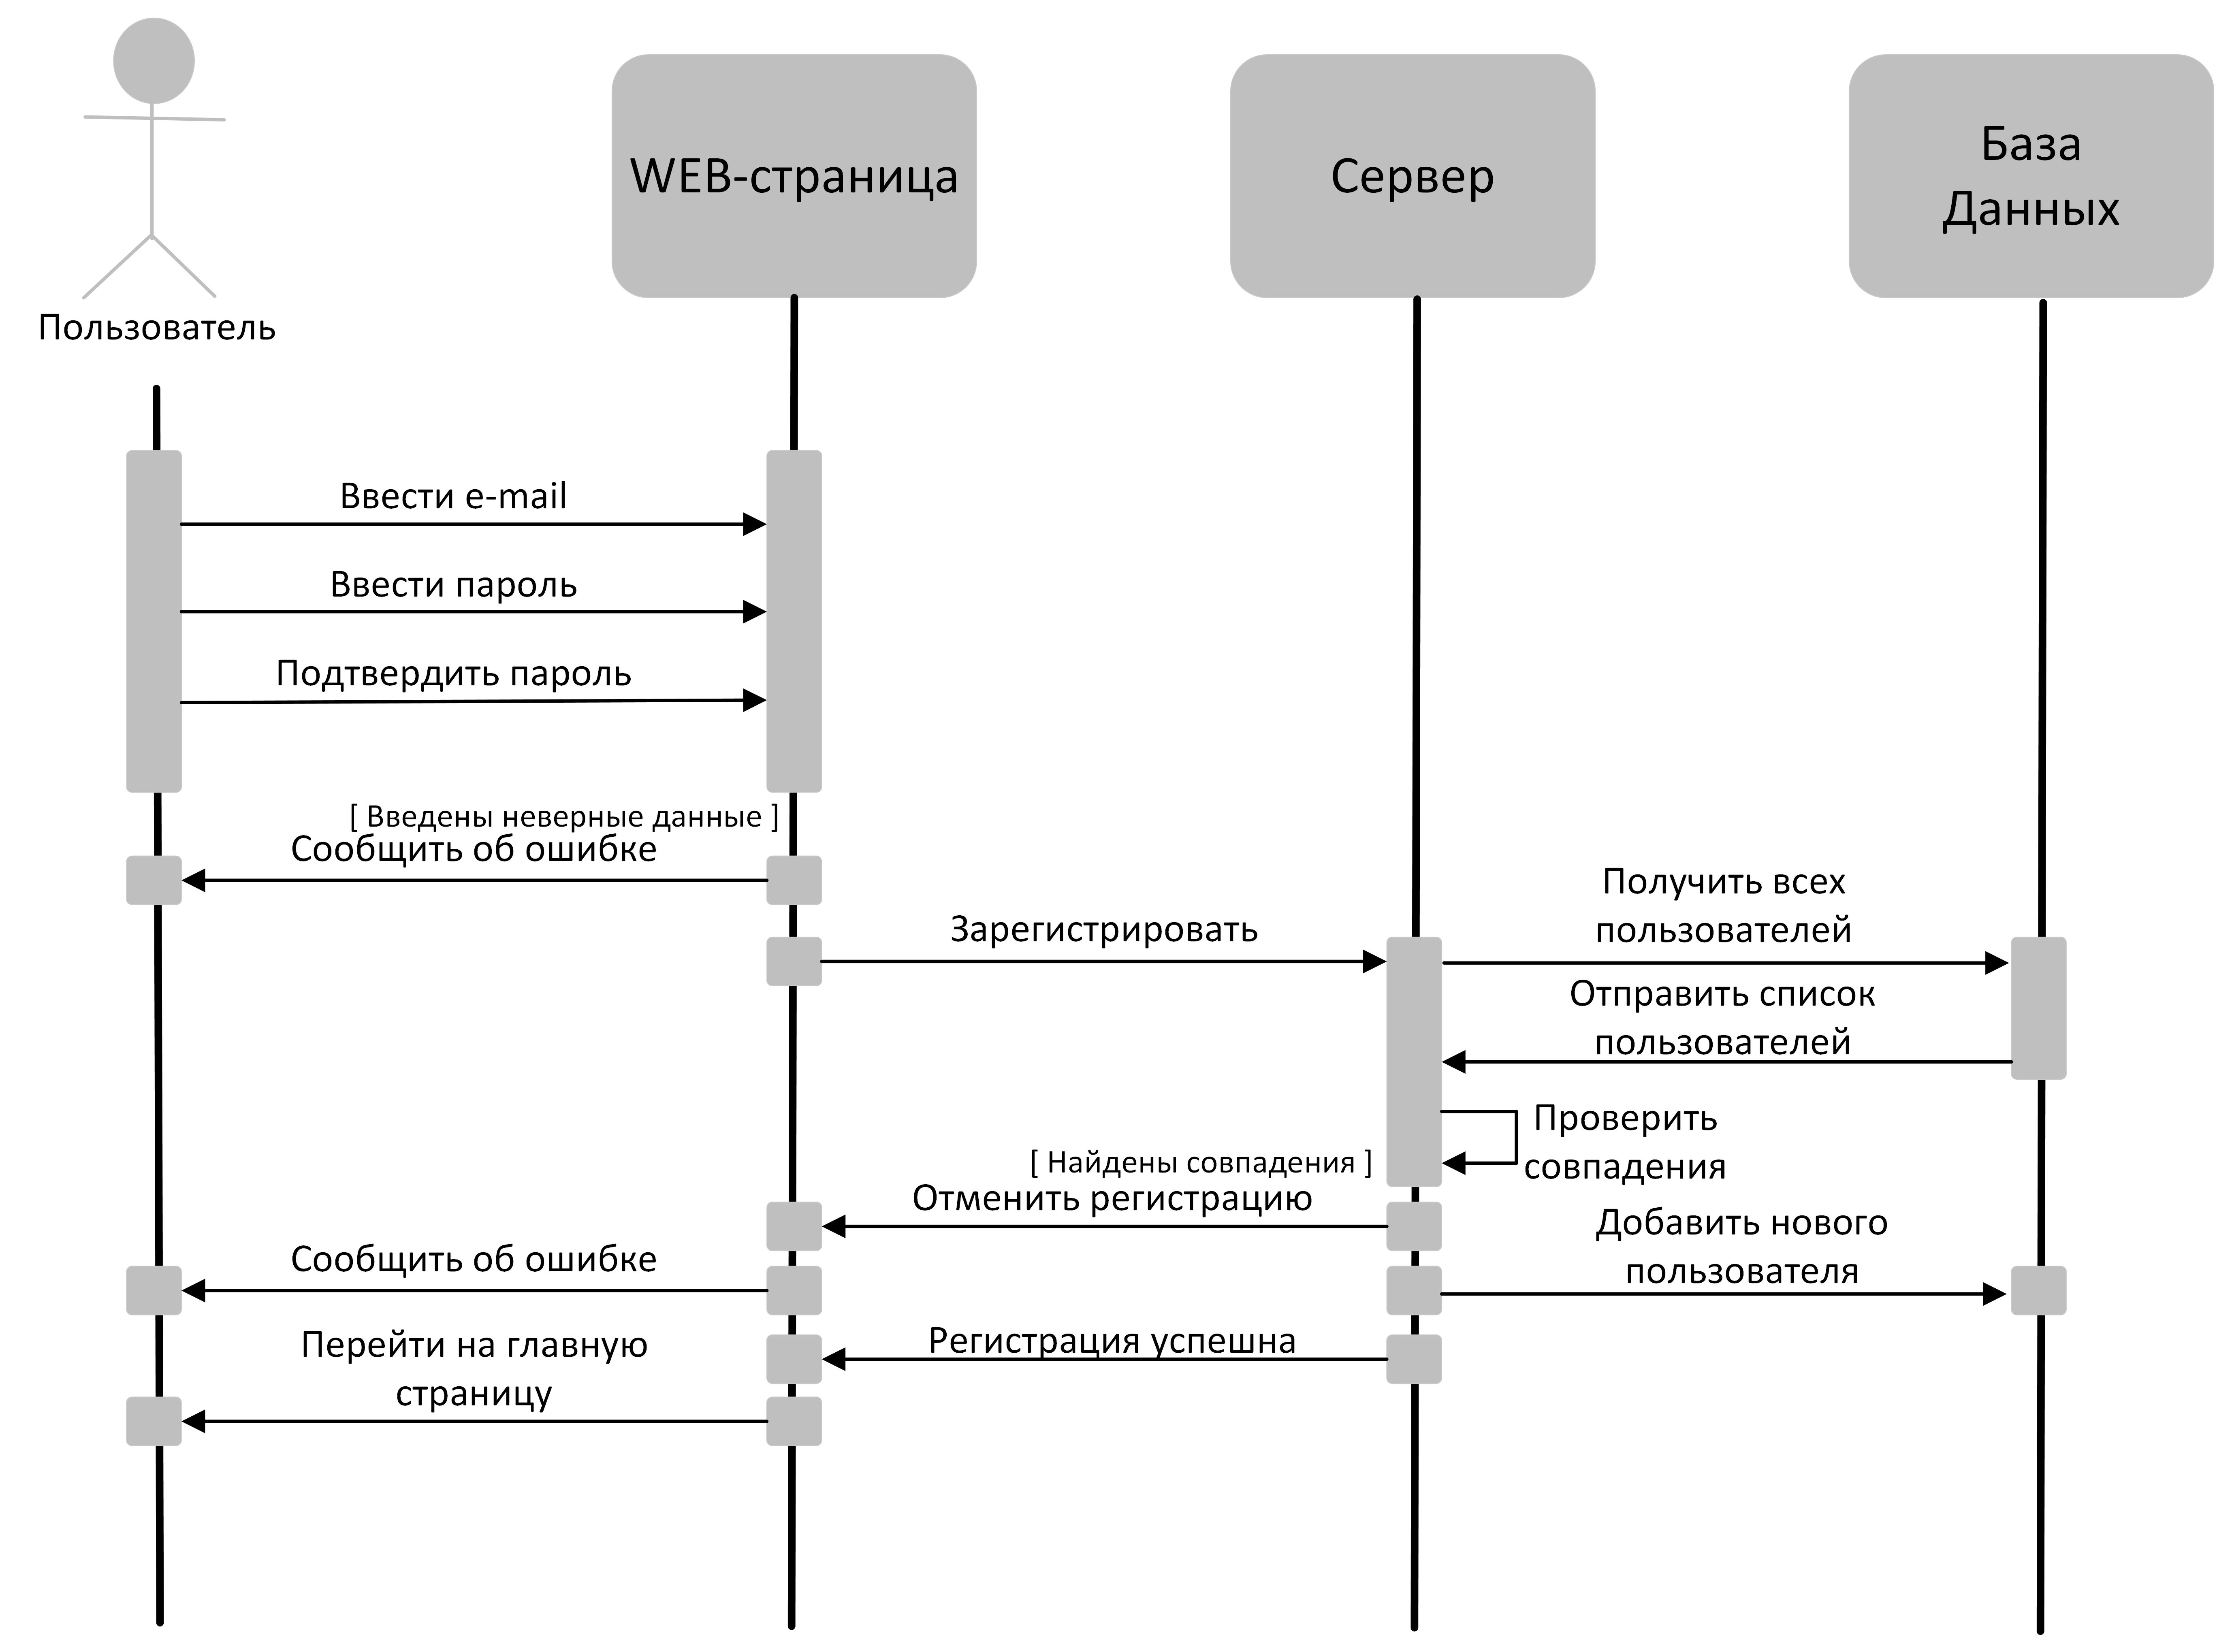 WEB-страница
Сервер
База
Данных
Пользователь
Ввести e-mail
Ввести пароль
Подтвердить пароль
[ Введены неверные данные ]
Сообщить об ошибке
Получить всех
пользователей
Зарегистрировать
Отправить список
пользователей
Проверить
совпадения
[ Найдены совпадения ]
Отменить регистрацию
Добавить нового
пользователя
Сообщить об ошибке
Регистрация успешна
Перейти на главную
страницу